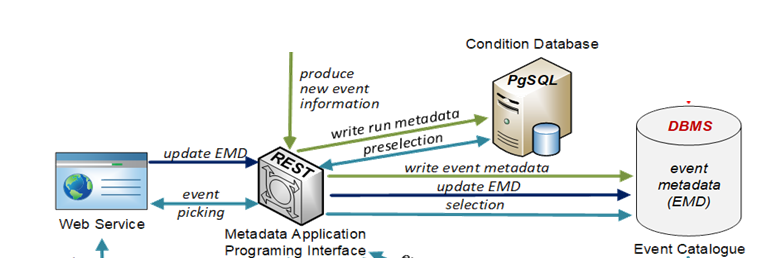 Condition Database
produce
new event
information
PgSQL
write run metadata
preselection
DBMS
update EMD
REST
write event metadata
event
metadata
(EMD)
update EMD
event
picking
selection
Web Service
Metadata Application
Programing Interface
Event Catalogue